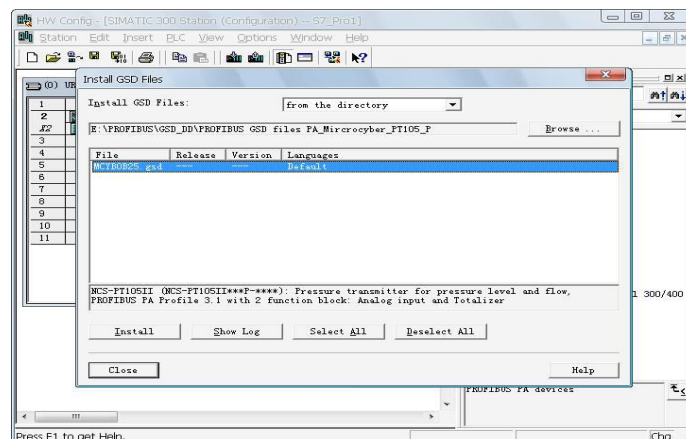 HW Config - [SIMATIC 300 Station (Configuration) -- S7_Pro1]
Station Edit Insert PLC View Options Window Help
(0) UR
1
2
X2
3
4
5
6
7
8
9
10
11
Install GSD Files
Install GSD Files:
from the directory
E:\PROFIBUS\GSD_DD\PROFIBUS GSD files PA_Mircrocyber_PT105_P
Browse ...
File Release Version Languages
MCYB0B25.gsd --- --- Default
NCS-PT105II (NCS-PT105II***P-****): Pressure transmitter for pressure level and flow,
PROFIBUS PA Profile 3.1 with 2 function block: Analog input and Totalizer
Install
Show Log
Select All
Deselect All
Close
Help
1 300/400
PROFIBUS PA devices
Press F1 to get Help.
Chg